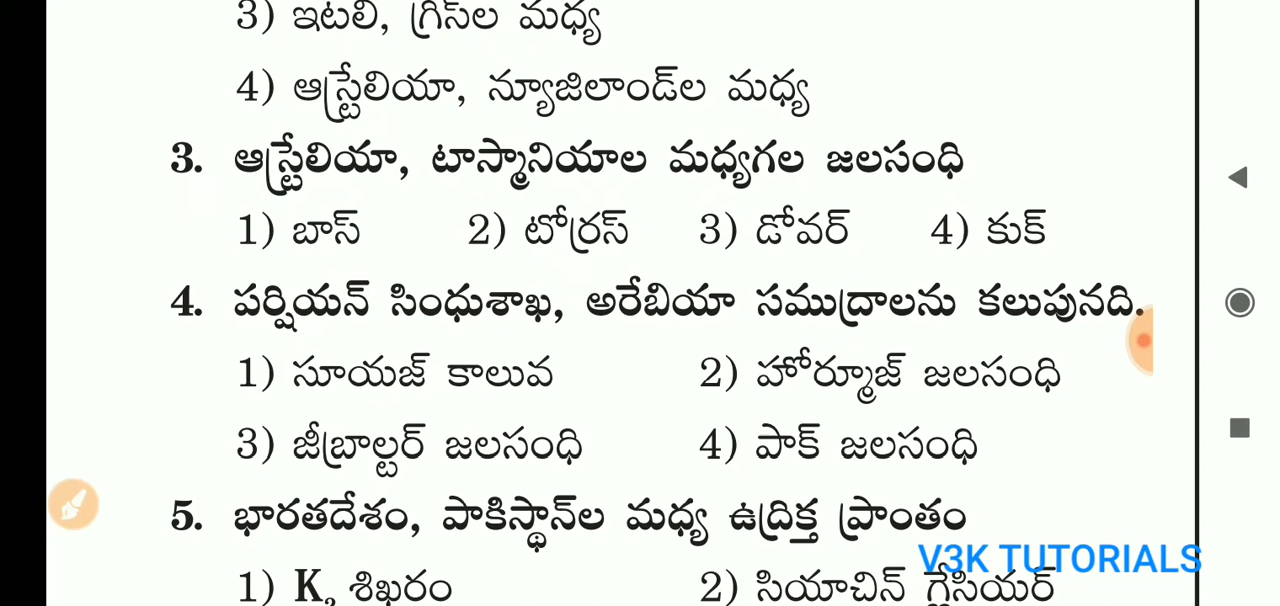 3) ఇటలి, గ్రీస్‌ల మధ్య
4) ఆస్ట్రేలియా, న్యూజిలాండ్‌ల మధ్య
3. ఆస్ట్రేలియా, టాస్మానియాల మధ్యగల జలసంధి
1) బాస్ 2) టోర్రస్ 3) డోవర్ 4) కుక్
4. పర్షియన్ సింధుశాఖ, అరేబియా సముద్రాలను కలుపునది.
1) సూయజ్ కాలువ 2) హోర్మూజ్ జలసంధి
3) జీబ్రాల్టర్ జలసంధి 4) పాక్ జలసంధి
5. భారతదేశం, పాకిస్థాన్‌ల మధ్య ఉద్రిక్త ప్రాంతం
V3K TUTORIALS
1) K₂ శిఖరం 2) సియాచిన్ గ్లేసియర్